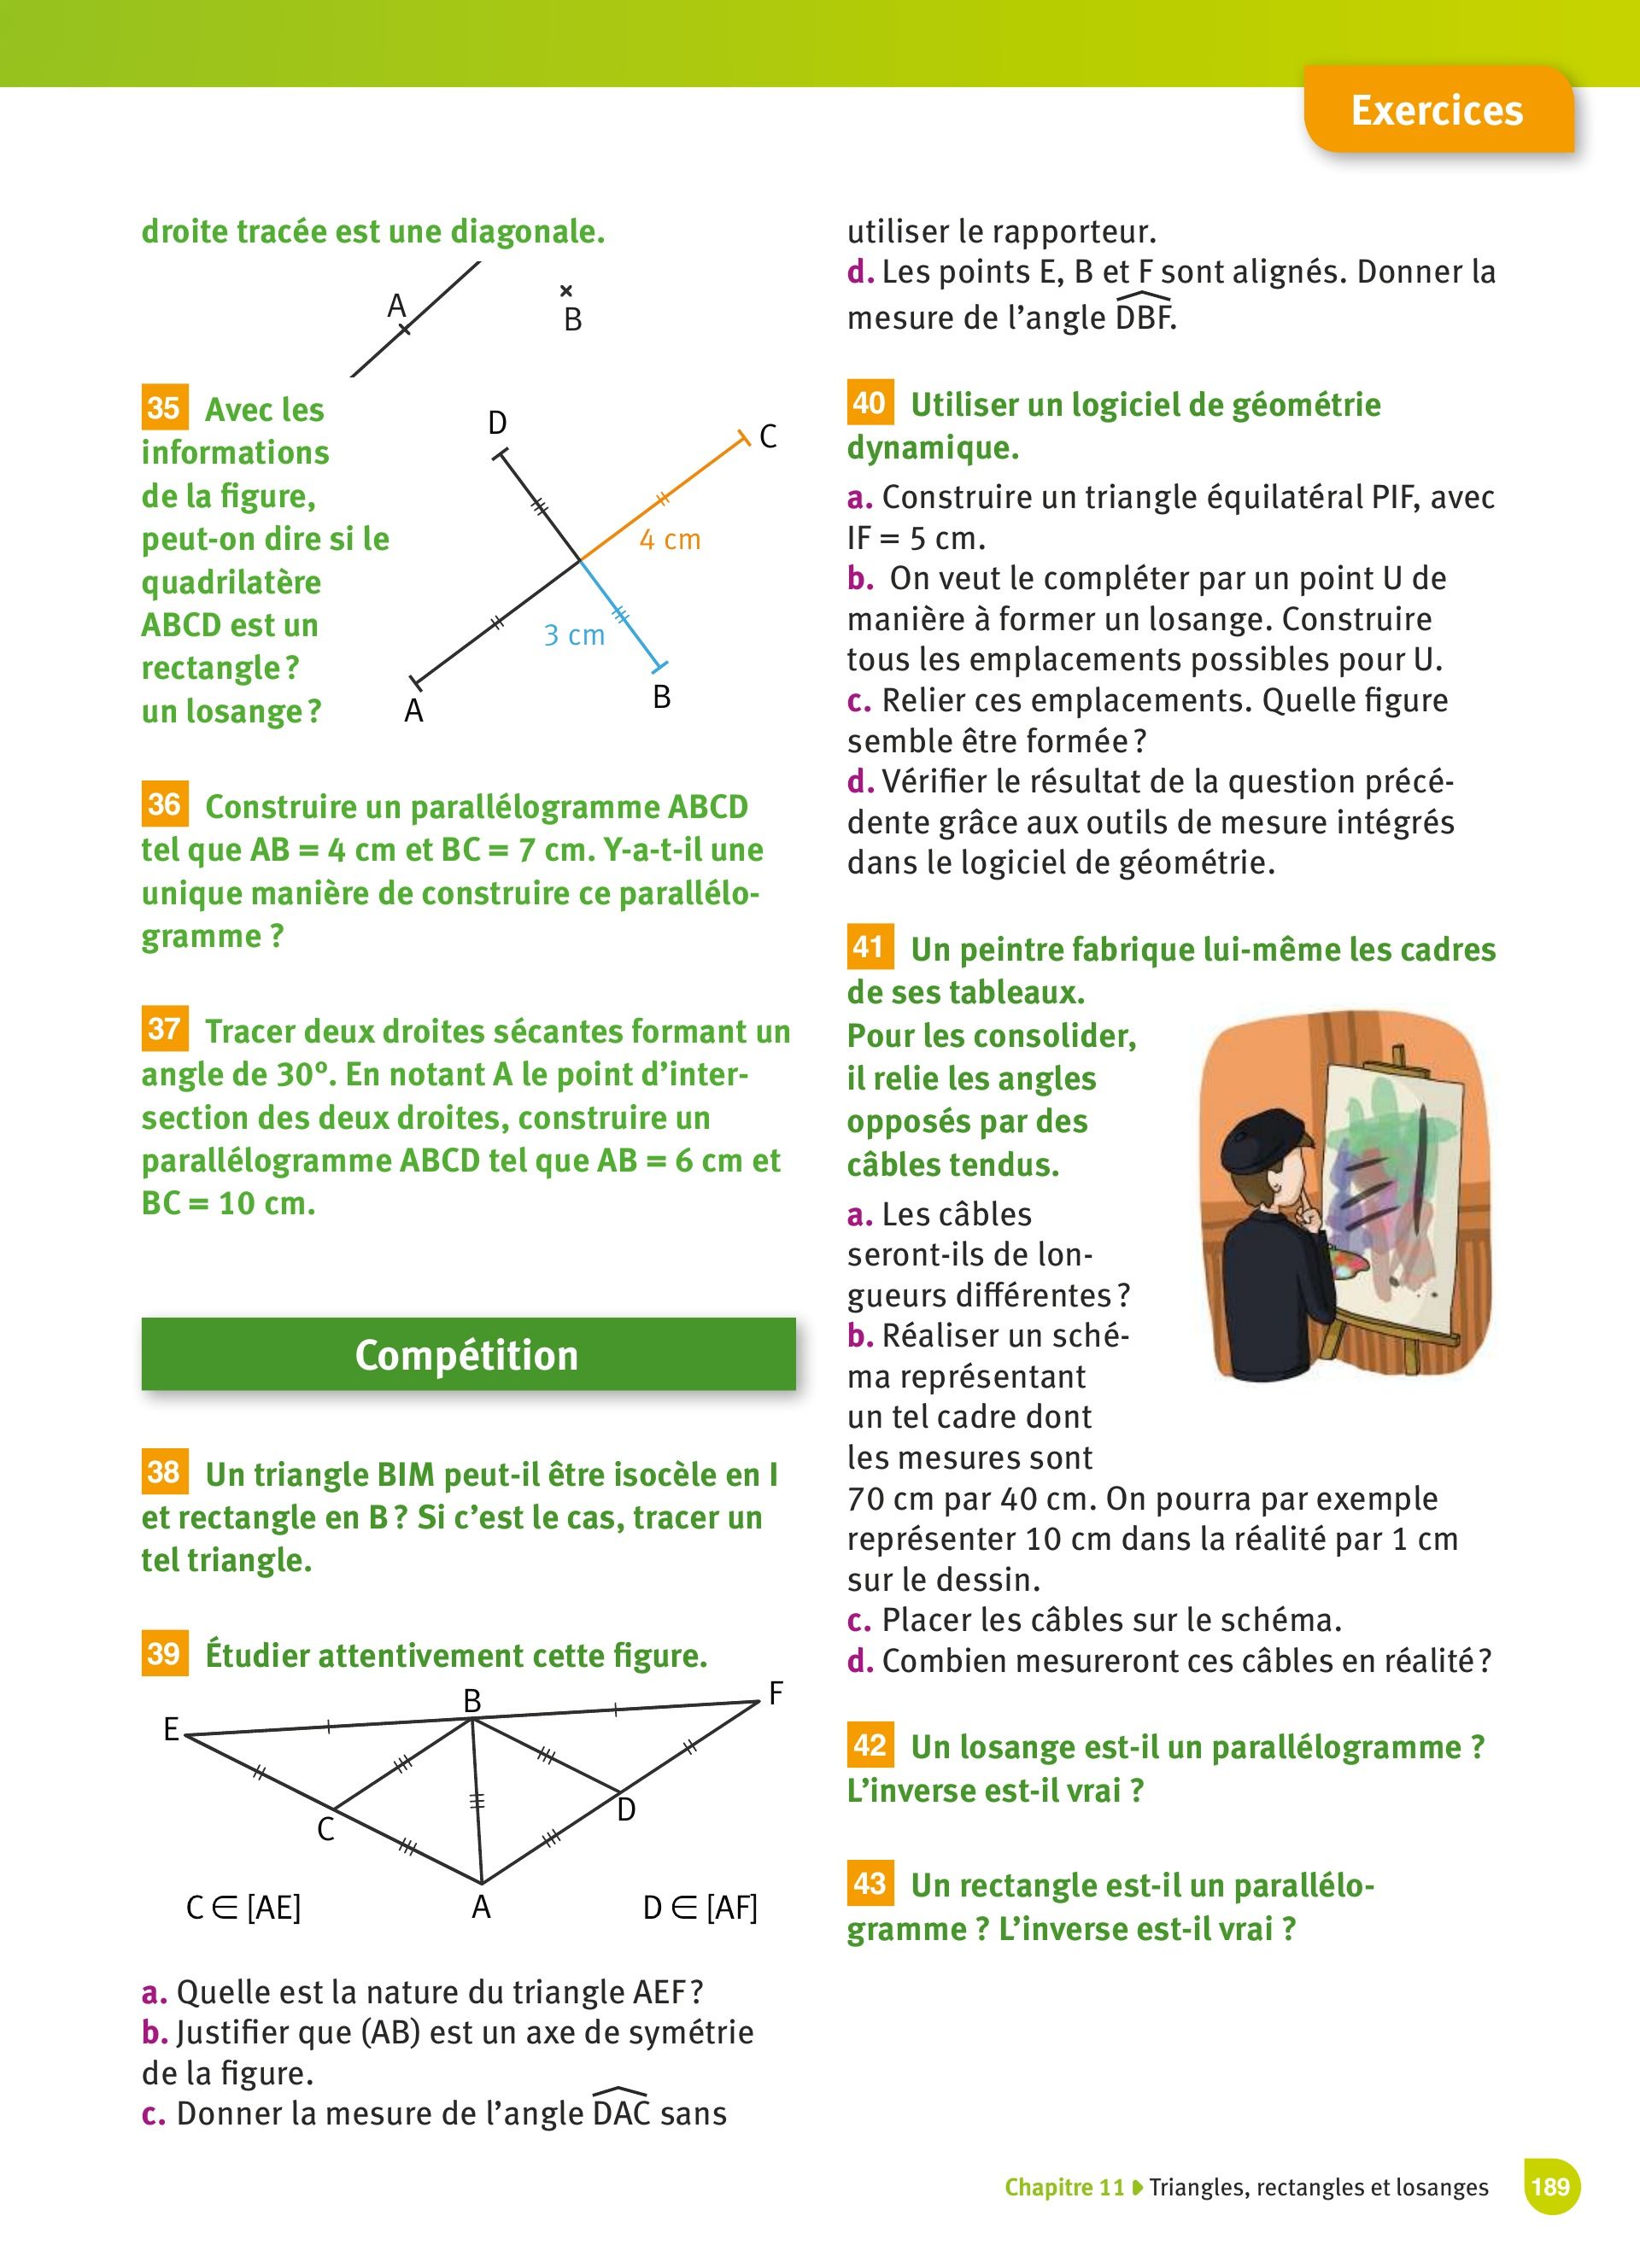 Exercices
droite tracée est une diagonale.
A
B
35 Avec les
informations
de la figure,
peut-on dire si le
quadrilatère
ABCD est un
rectangle ?
un losange ?
D
C
4 cm
3 cm
A
B
36 Construire un parallélogramme ABCD
tel que AB = 4 cm et BC = 7 cm. Y-a-t-il une
unique manière de construire ce parallélo-
gramme ?
37 Tracer deux droites sécantes formant un
angle de 30°. En notant A le point d’inter-
section des deux droites, construire un
parallélogramme ABCD tel que AB = 6 cm et
BC = 10 cm.
Compétition
38 Un triangle BIM peut-il être isocèle en I
et rectangle en B ? Si c’est le cas, tracer un
tel triangle.
39 Étudier attentivement cette figure.
E
B
F
C
D
C ∈ [AE]
A
D ∈ [AF]
a. Quelle est la nature du triangle AEF ?
b. Justifier que (AB) est un axe de symétrie
de la figure.
c. Donner la mesure de l’angle DAC sans
utiliser le rapporteur.
d. Les points E, B et F sont alignés. Donner la
mesure de l’angle DBF.
40 Utiliser un logiciel de géométrie
dynamique.
a. Construire un triangle équilatéral PIF, avec
IF = 5 cm.
b. On veut le compléter par un point U de
manière à former un losange. Construire
tous les emplacements possibles pour U.
c. Relier ces emplacements. Quelle figure
semble être formée ?
d. Vérifier le résultat de la question précé-
dente grâce aux outils de mesure intégrés
dans le logiciel de géométrie.
41 Un peintre fabrique lui-même les cadres
de ses tableaux.
Pour les consolider,
il relie les angles
opposés par des
câbles tendus.
a. Les câbles
seront-ils de lon-
gueurs différentes ?
b. Réaliser un sché-
ma représentant
un tel cadre dont
les mesures sont
70 cm par 40 cm. On pourra par exemple
représenter 10 cm dans la réalité par 1 cm
sur le dessin.
c. Placer les câbles sur le schéma.
d. Combien mesureront ces câbles en réalité ?
42 Un losange est-il un parallélogramme ?
L’inverse est-il vrai ?
43 Un rectangle est-il un parallélo-
gramme ? L’inverse est-il vrai ?
Chapitre 11 Triangles, rectangles et losanges 189